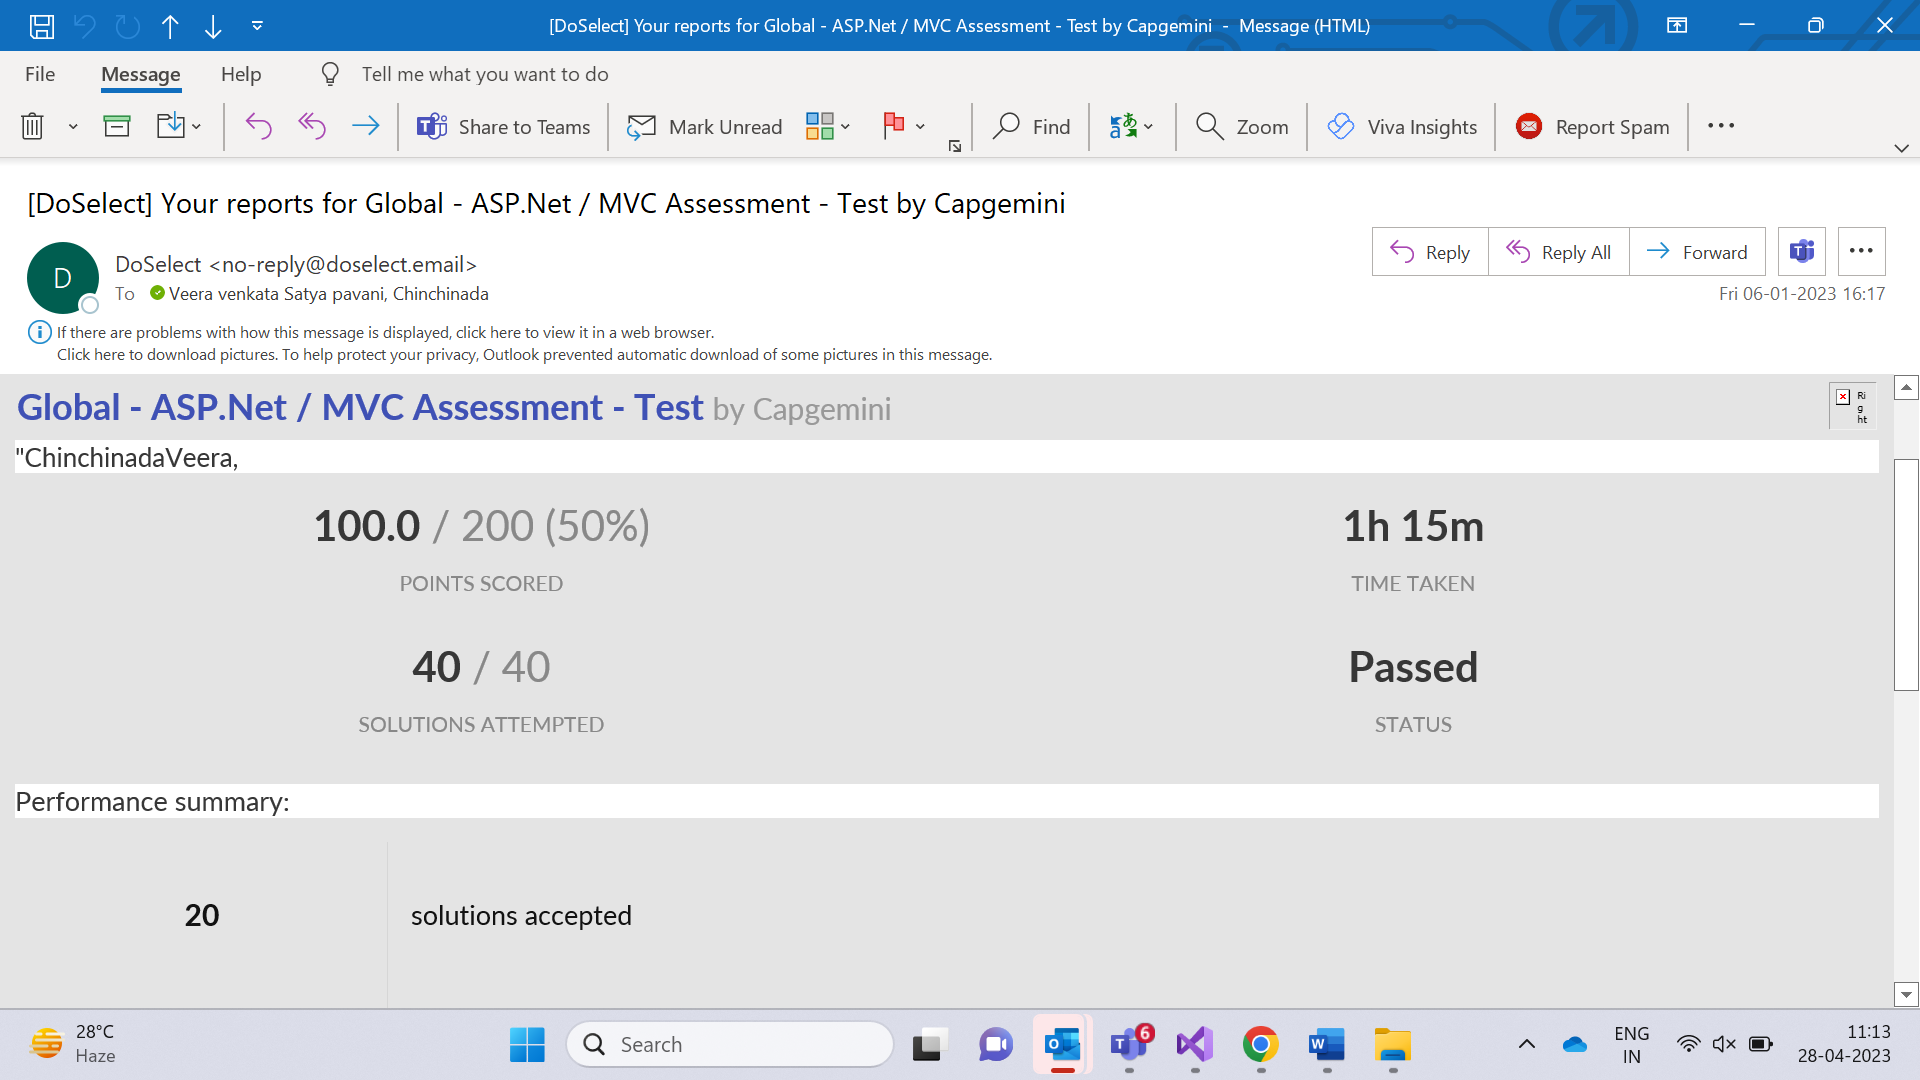 [DoSelect] Your reports for Global - ASP.Net / MVC Assessment - Test by Capgemini - Message (HTML)
File Message Help Tell me what you want to do
Share to Teams Mark Unread Find Zoom Viva Insights Report Spam
[DoSelect] Your reports for Global - ASP.Net / MVC Assessment - Test by Capgemini
D
DoSelect <no-reply@doselect.email>
Reply Reply All Forward
To Veera venkata Satya pavani, Chinchinada
Fri 06-01-2023 16:17
If there are problems with how this message is displayed, click here to view it in a web browser.
Click here to download pictures. To help protect your privacy, Outlook prevented automatic download of some pictures in this message.
Global - ASP.Net / MVC Assessment - Test by Capgemini
Ri
g
ht
"ChinchinadaVeera,
100.0 / 200 (50%) 1h 15m
POINTS SCORED TIME TAKEN
40 / 40 Passed
SOLUTIONS ATTEMPTED STATUS
Performance summary:
20 solutions accepted
28°C
Haze
Search
6
ENG
IN
11:13
28-04-2023